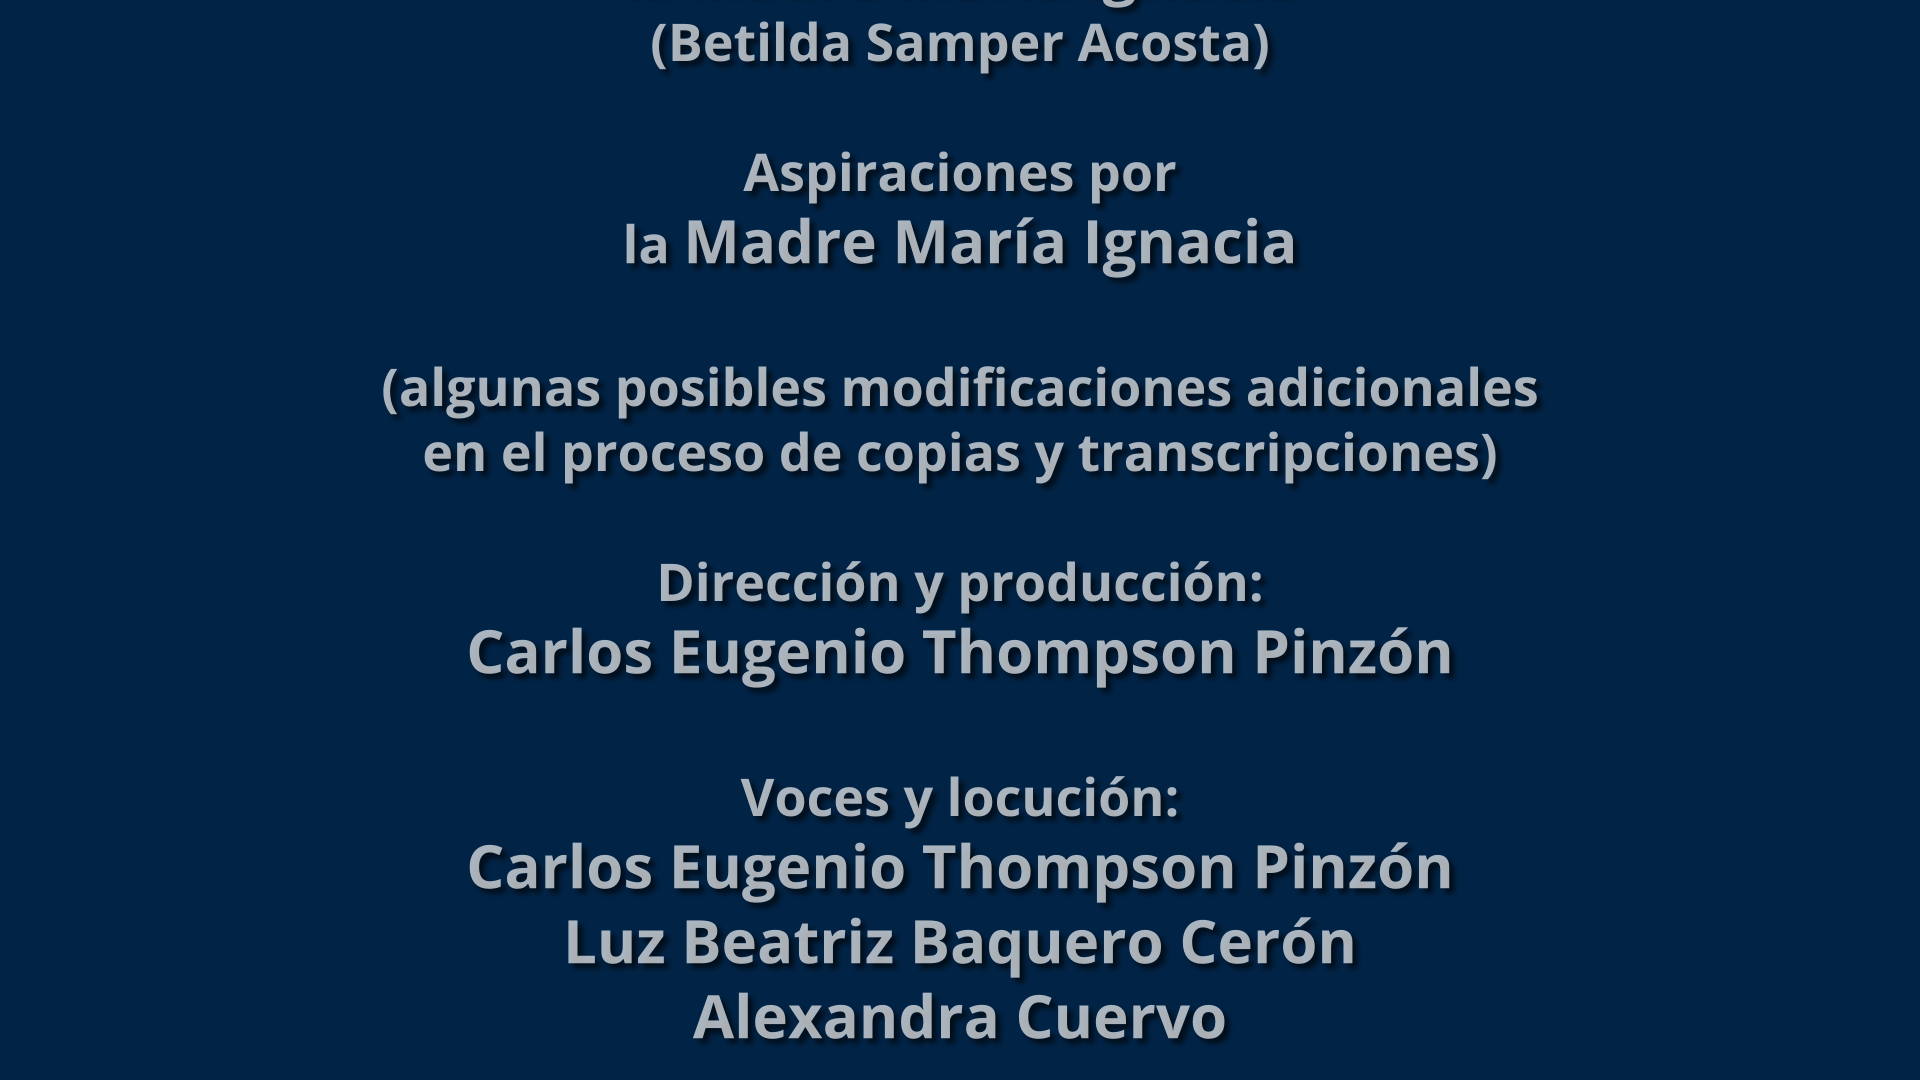 (Betilda Samper Acosta)
Aspiraciones por
la Madre María Ignacia
(algunas posibles modificaciones adicionales
en el proceso de copias y transcripciones)
Dirección y producción:
Carlos Eugenio Thompson Pinzón
Voces y locución:
Carlos Eugenio Thompson Pinzón
Luz Beatriz Baquero Cerón
Alexandra Cuervo